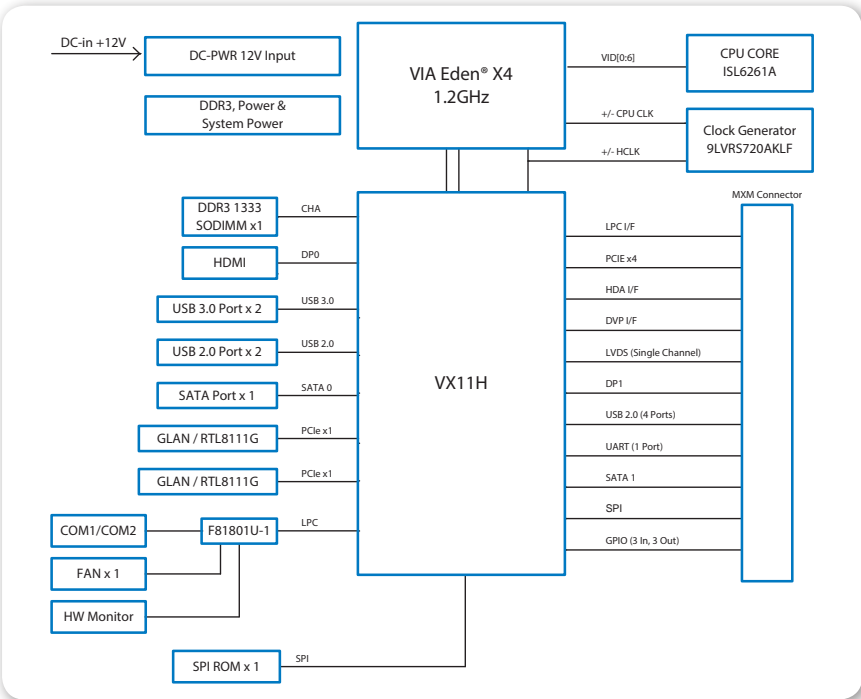 DC-in +12V
DC-PWR 12V Input
DDR3, Power &
System Power
VIA Eden® X4
1.2GHz
VID[0:6]
CPU CORE
ISL6261A
+/- CPU CLK
Clock Generator
9LVRS720AKLF
+/- HCLK
MXM Connector
DDR3 1333
SODIMM x1
CHA
HDMI
DP0
USB 3.0 Port x 2
USB 3.0
USB 2.0 Port x 2
USB 2.0
SATA Port x 1
SATA 0
GLAN / RTL8111G
PCIe x1
GLAN / RTL8111G
PCIe x1
COM1/COM2
F81801U-1
LPC
FAN x 1
HW Monitor
SPI ROM x 1
SPI
VX11H
LPC I/F
PCIE x4
HDA I/F
DVP I/F
LVDS (Single Channel)
DP1
USB 2.0 (4 Ports)
UART (1 Port)
SATA 1
SPI
GPIO (3 In, 3 Out)